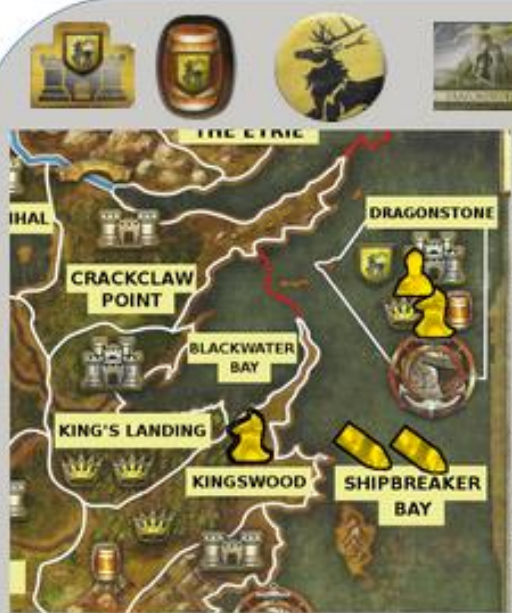 THE EYRIE
DRAGONSTONE
CRACKCLAW
POINT
BLACKWATER
BAY
KING'S LANDING
KINGSWOOD
SHIPBREAKER
BAY